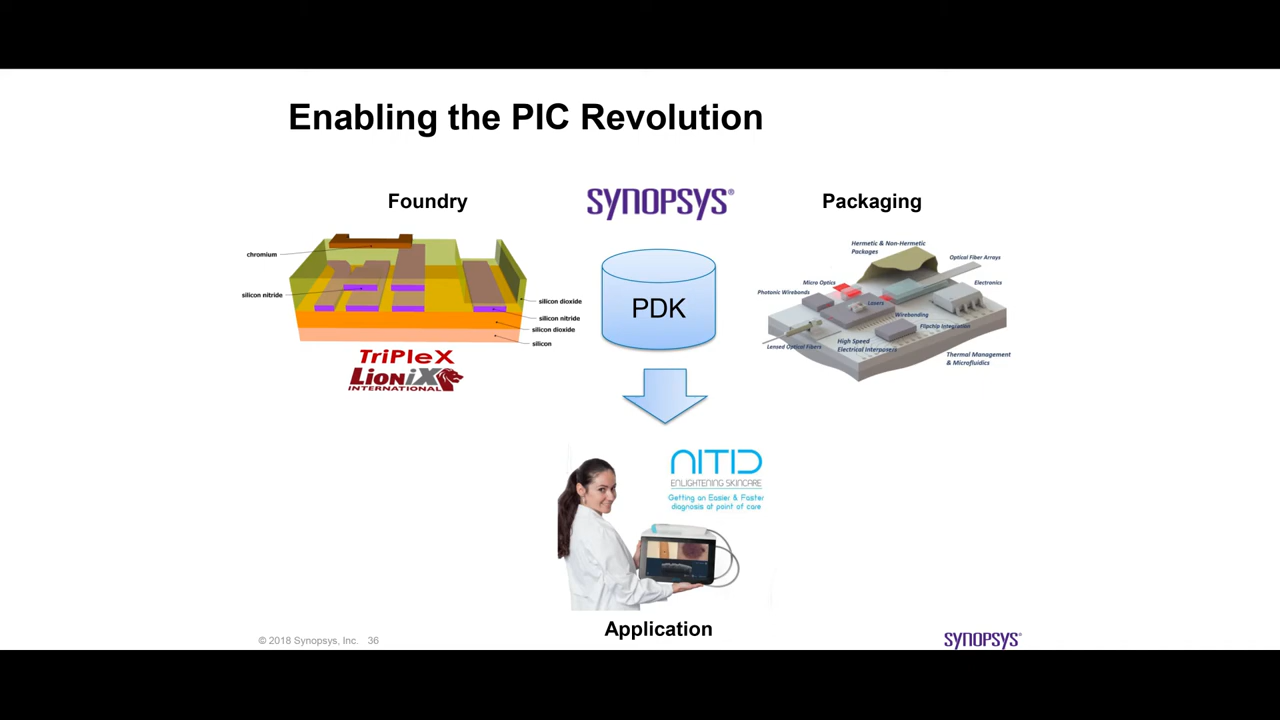 Enabling the PIC Revolution
Foundry
SYNOPSYS®
Packaging
chromium
silicon nitride
silicon dioxide
silicon nitride
silicon dioxide
silicon
TriPleX
LioniX
INTERNATIONAL
PDK
Hermetic & Non-Hermetic
Packages
Optical Fiber Arrays
Micro Optics
Electronics
Photonic Wirebonds
Lasers
Wirebonding
Flipchip Integration
Lensed Optical Fibers
High Speed
Electrical Interposers
Thermal Management
& Microfluidics
NITID
ENLIGHTENING SKINCARE
Getting an Easier & Faster
diagnosis at point of care
Application
© 2018 Synopsys, Inc. 36
SYNOPSYS®